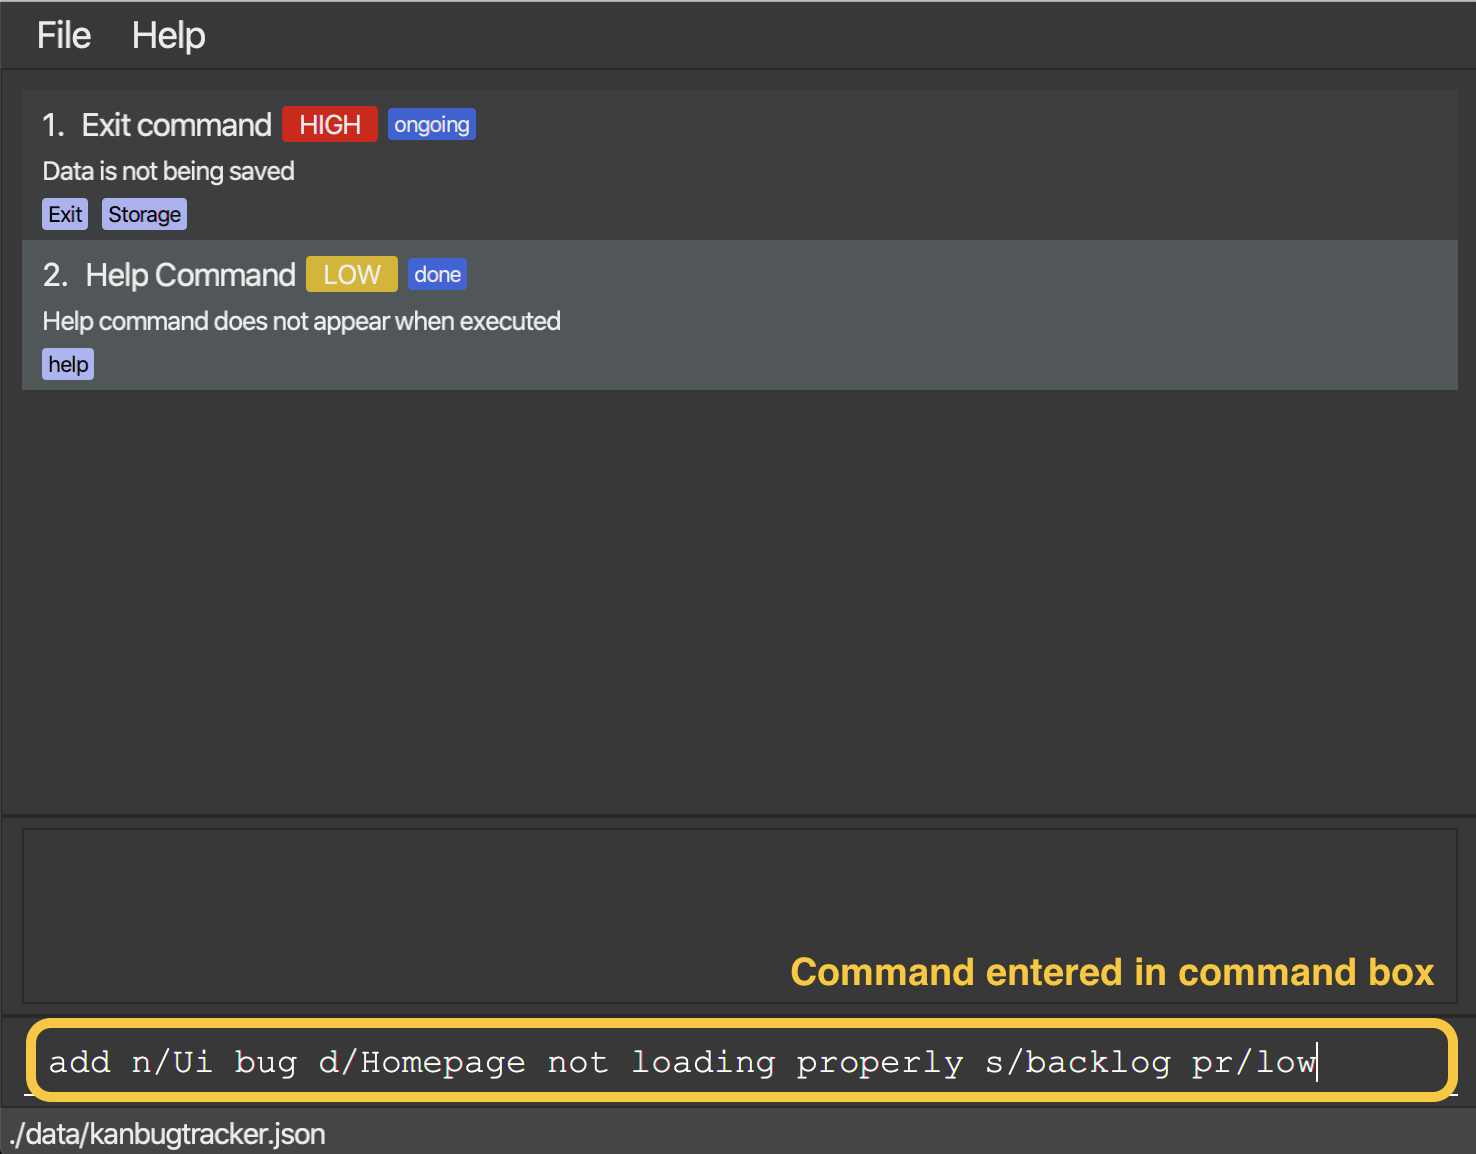 File Help
1. Exit command HIGH ongoing
Data is not being saved
Exit Storage
2. Help Command LOW done
Help command does not appear when executed
help
Command entered in command box
add n/Ui bug d/Homepage not loading properly s/backlog pr/low
./data/kanbugtracker.json